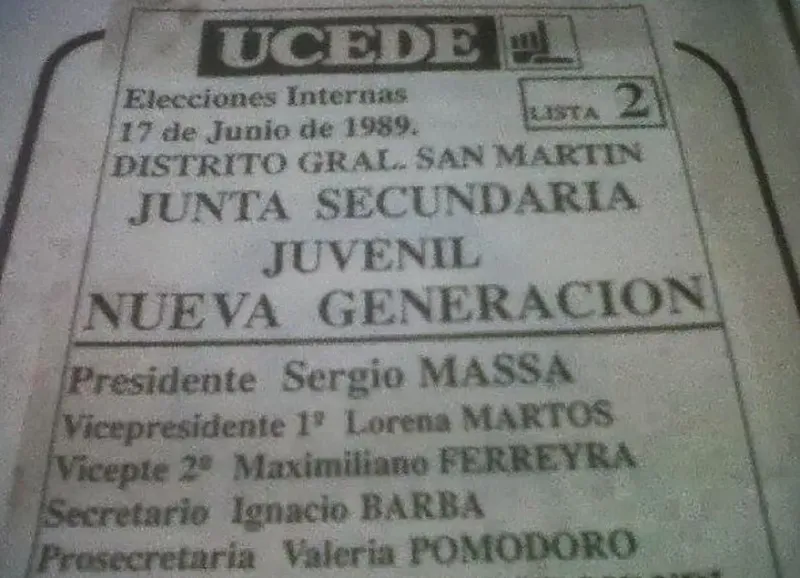 UCEDE
Elecciones Internas
LISTA 2
17 de Junio de 1989.
DISTRITO GRAL. SAN MARTIN
JUNTA SECUNDARIA
JUVENIL
NUEVA GENERACION
Presidente Sergio MASSA
Vicepresidente 1º Lorena MARTOS
Vicepte 2º Maximiliano FERREYRA
Secretario Ignacio BARBA
Prosecretaria Valeria POMODORO